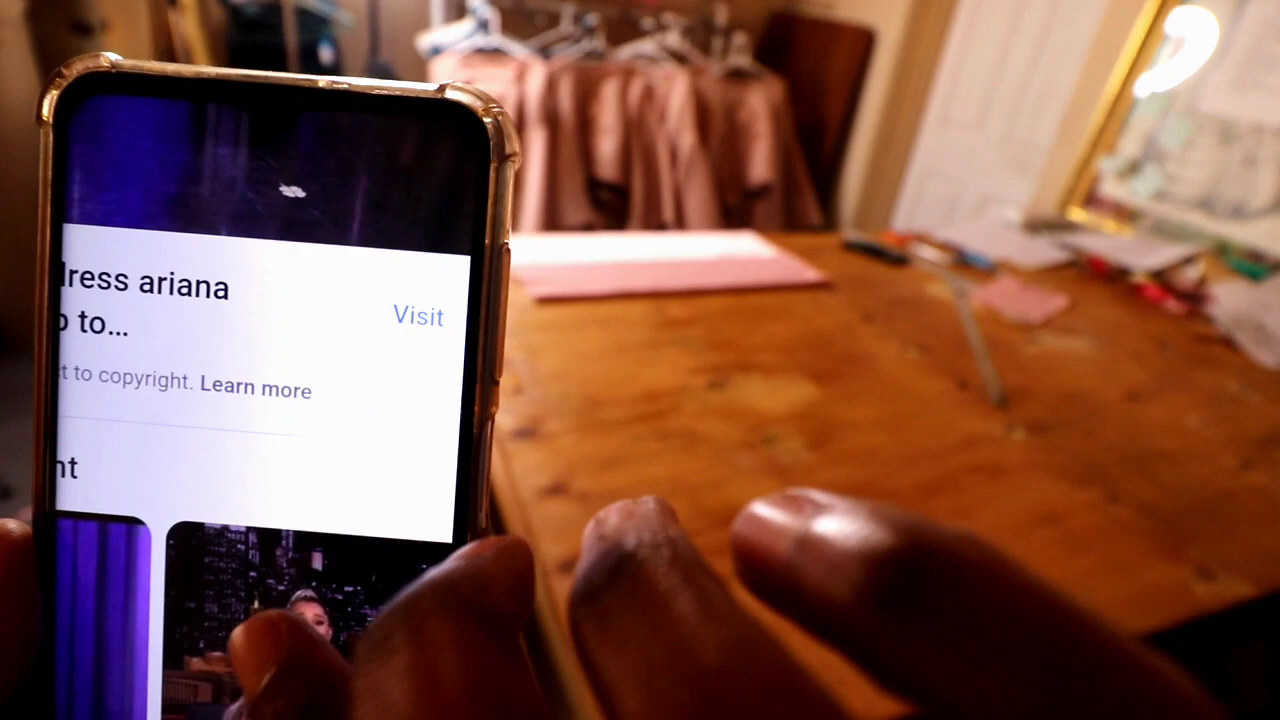 dress ariana
to...
Visit
t to copyright. Learn more
nt